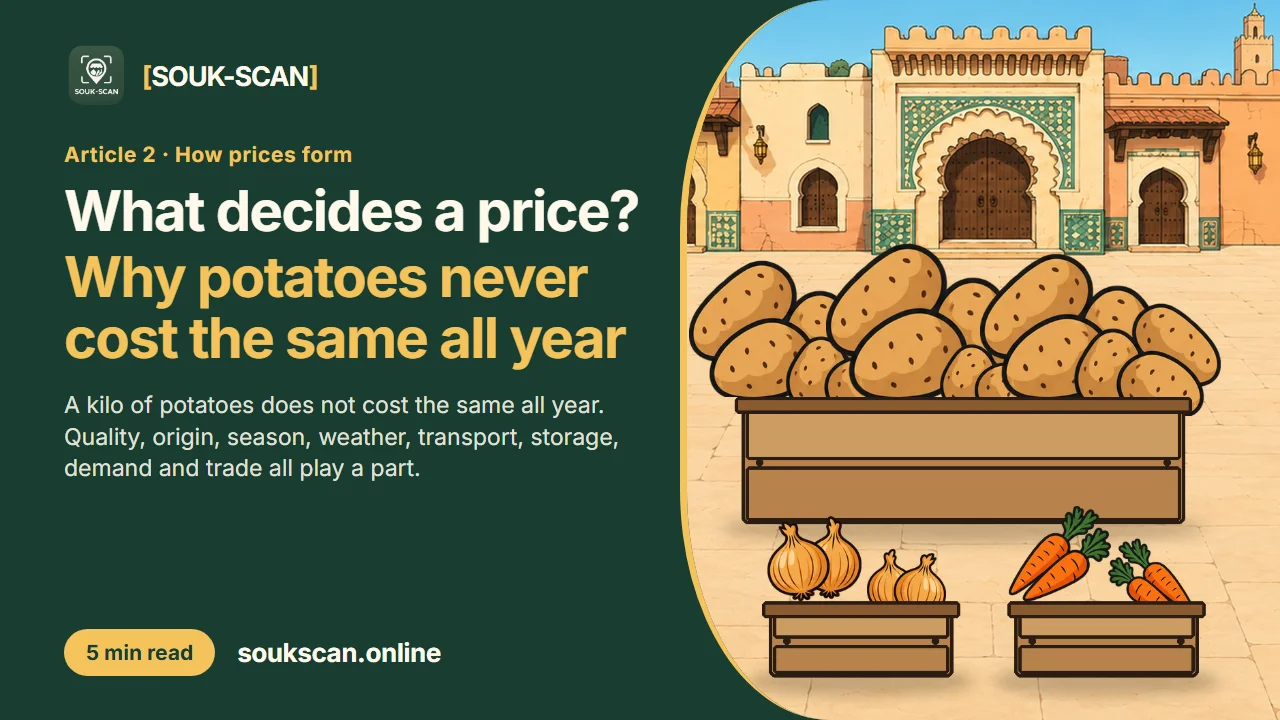 SOUK-SCAN
[SOUK-SCAN]
Article 2 · How prices form
What decides a price?
Why potatoes never
cost the same all year
A kilo of potatoes does not cost the same all year.
Quality, origin, season, weather, transport, storage,
demand and trade all play a part.
5 min read
soukscan.online